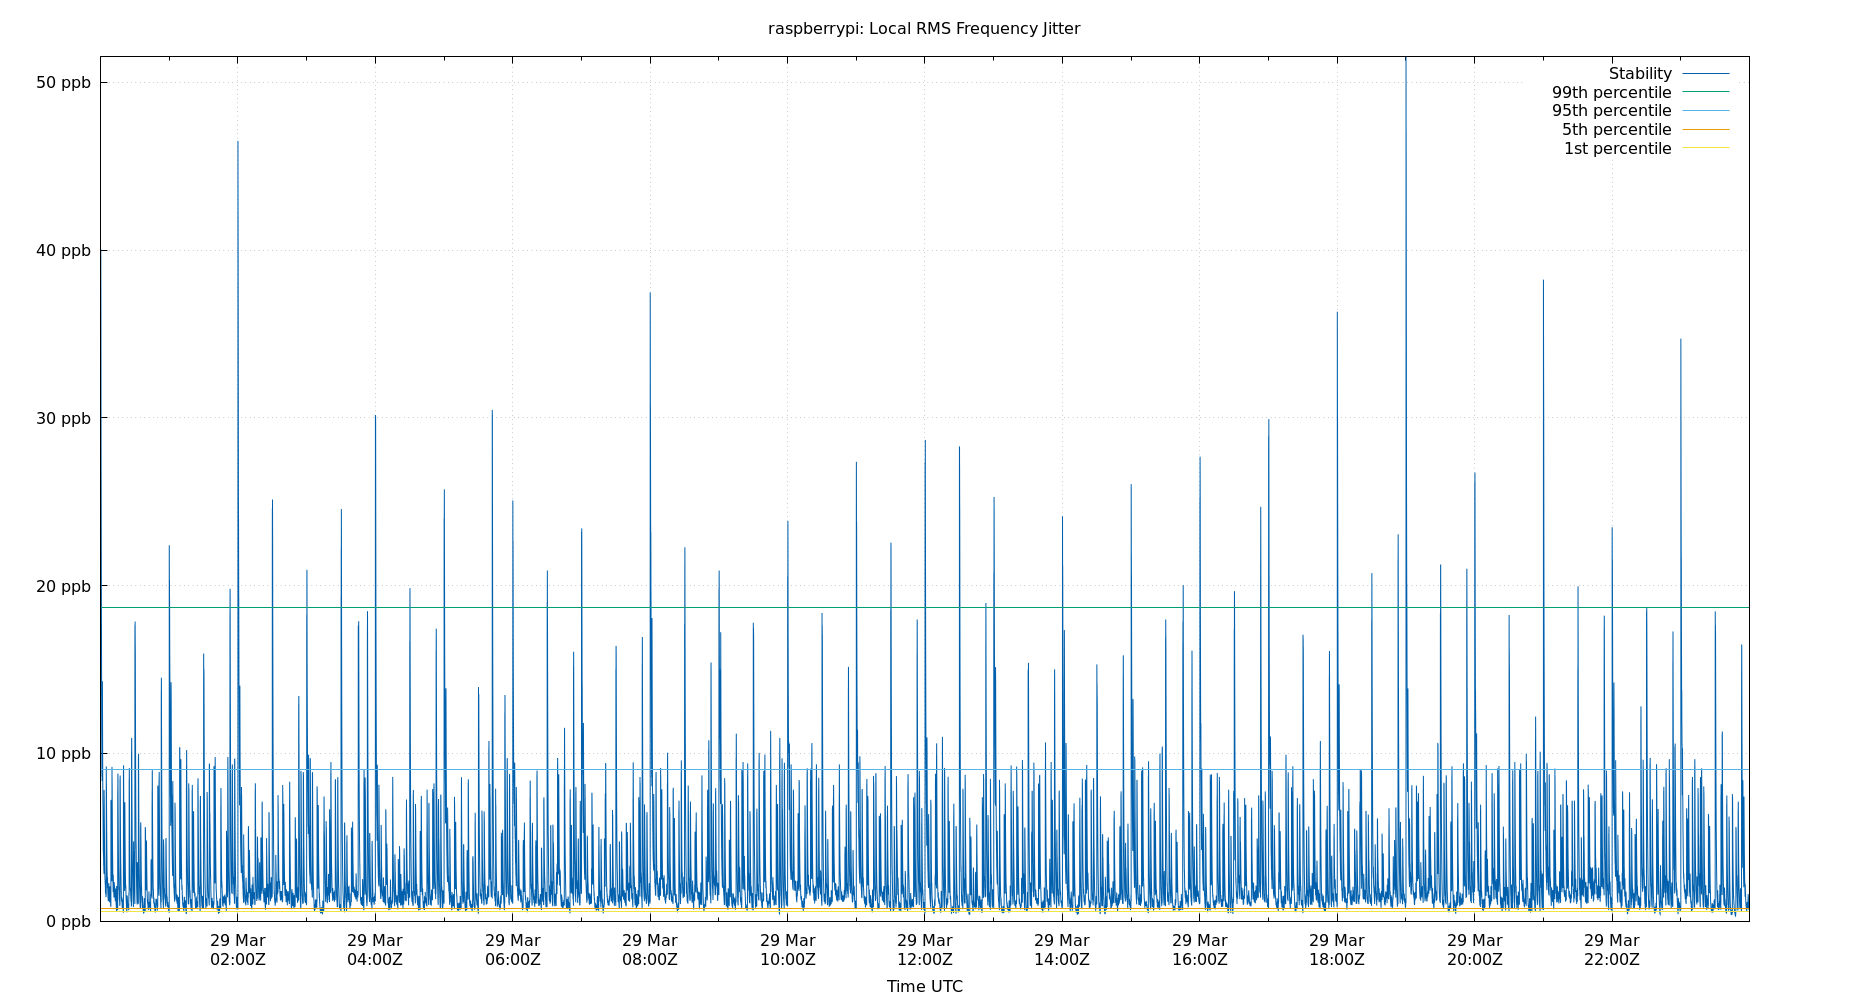 raspberrypi: Local RMS Frequency Jitter
50 ppb
40 ppb
30 ppb
20 ppb
10 ppb
0 ppb
Stability
99th percentile
95th percentile
5th percentile
1st percentile
29 Mar 29 Mar 29 Mar 29 Mar 29 Mar 29 Mar 29 Mar 29 Mar 29 Mar 29 Mar 29 Mar
02:00Z 04:00Z 06:00Z 08:00Z 10:00Z 12:00Z 14:00Z 16:00Z 18:00Z 20:00Z 22:00Z
Time UTC